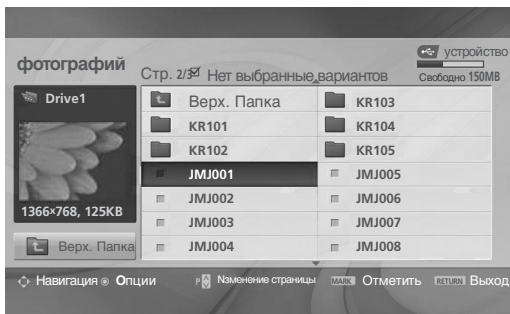 устройство
фотографий
Стр. 2/3 Нет выбранные вариантов
Свободно 150MB
Drive1
Верх. Папка
KR101
KR102
JMJ001
JMJ002
JMJ003
JMJ004
KR103
KR104
KR105
JMJ005
JMJ006
JMJ007
JMJ008
1366×768, 125KB
Верх. Папка
Навигация Опции P Nзменение страницы MARK Отметить RETURN Выход